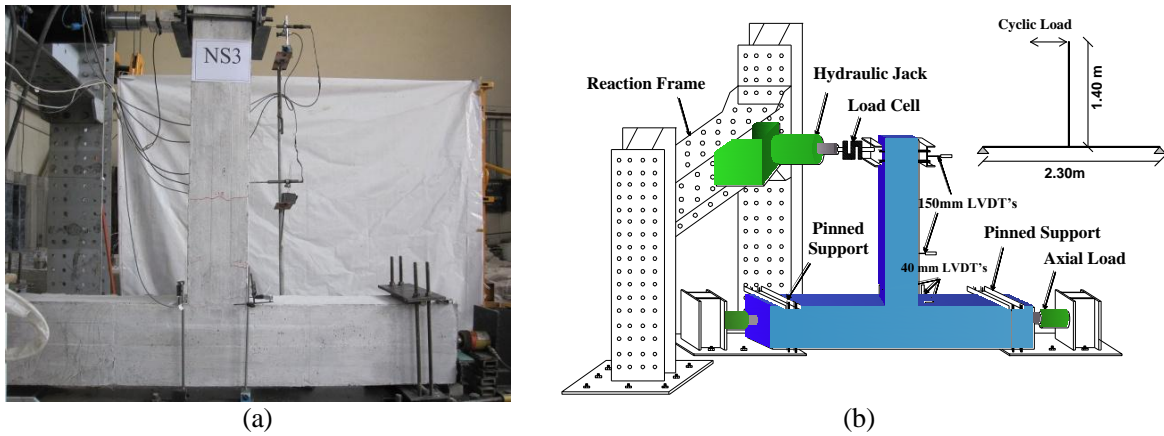 NS3
Cyclic Load
1.40 m
Hydraulic Jack
Reaction Frame
Load Cell
2.30m
150mm LVDT's
Pinned
Support
Pinned Support
Axial Load
40 mm LVDT's
(a)
(b)